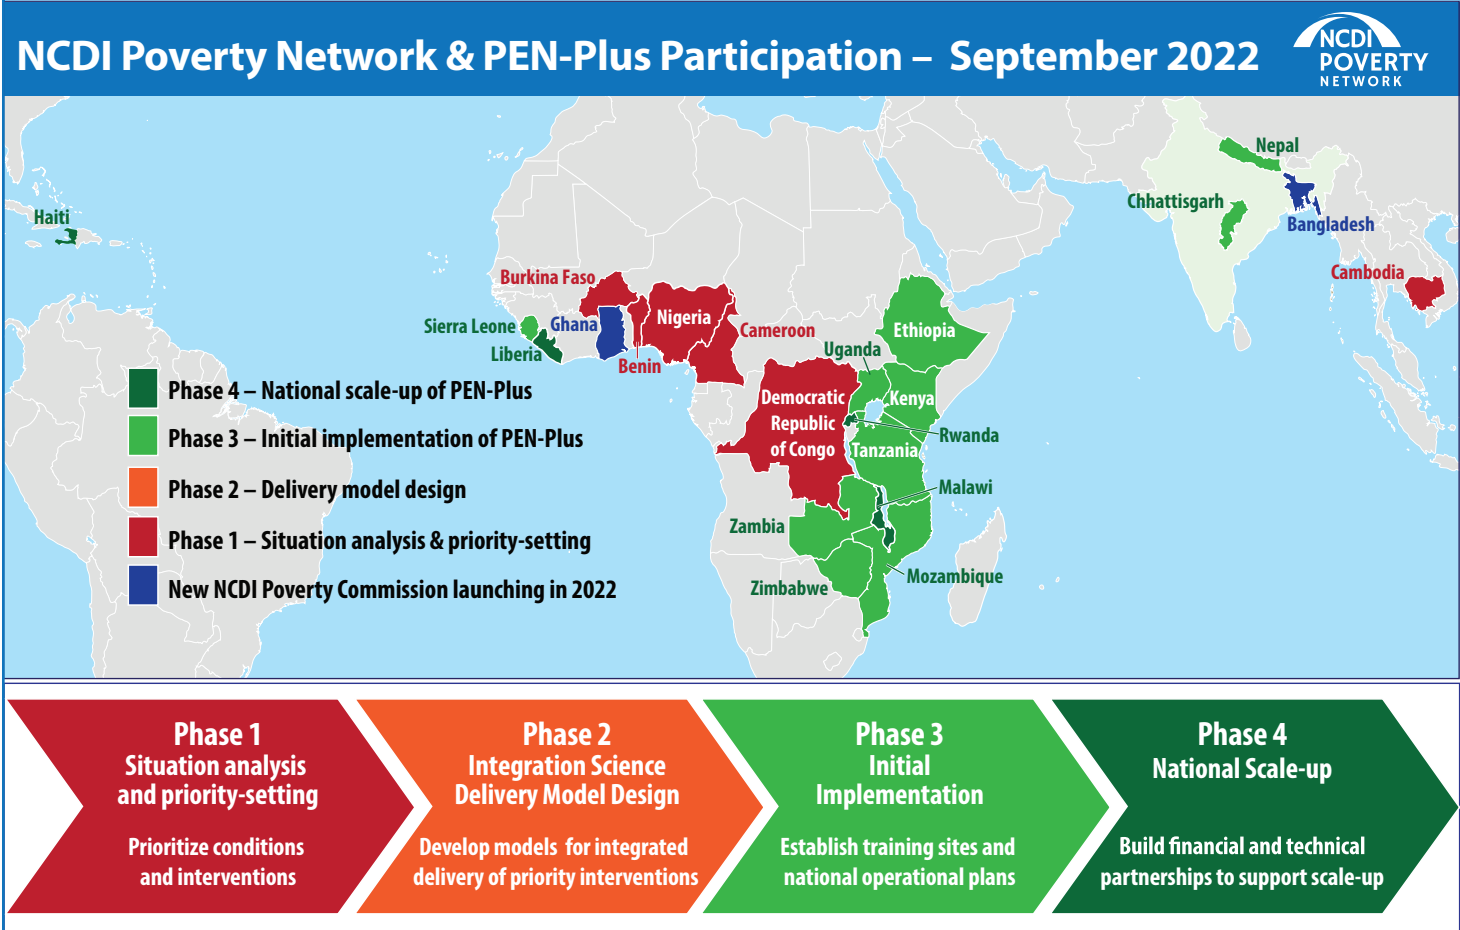 NCDI Poverty Network & PEN-Plus Participation – September 2022
NCDI
POVERTY
NETWORK
Haiti
Nepal
Chhattisgarh
Bangladesh
Cambodia
Burkina Faso
Sierra Leone
Ghana
Nigeria
Liberia
Benin
Cameroon
Ethiopia
Uganda
Democratic
Republic
of Congo
Kenya
Rwanda
Tanzania
Malawi
Zambia
Mozambique
Zimbabwe
Phase 4 – National scale-up of PEN-Plus
Phase 3 – Initial implementation of PEN-Plus
Phase 2 – Delivery model design
Phase 1 – Situation analysis & priority-setting
New NCDI Poverty Commission launching in 2022
Phase 1
Situation analysis
and priority-setting
Prioritize conditions
and interventions
Phase 2
Integration Science
Delivery Model Design
Develop models for integrated
delivery of priority interventions
Phase 3
Initial
Implementation
Establish training sites and
national operational plans
Phase 4
National Scale-up
Build financial and technical
partnerships to support scale-up